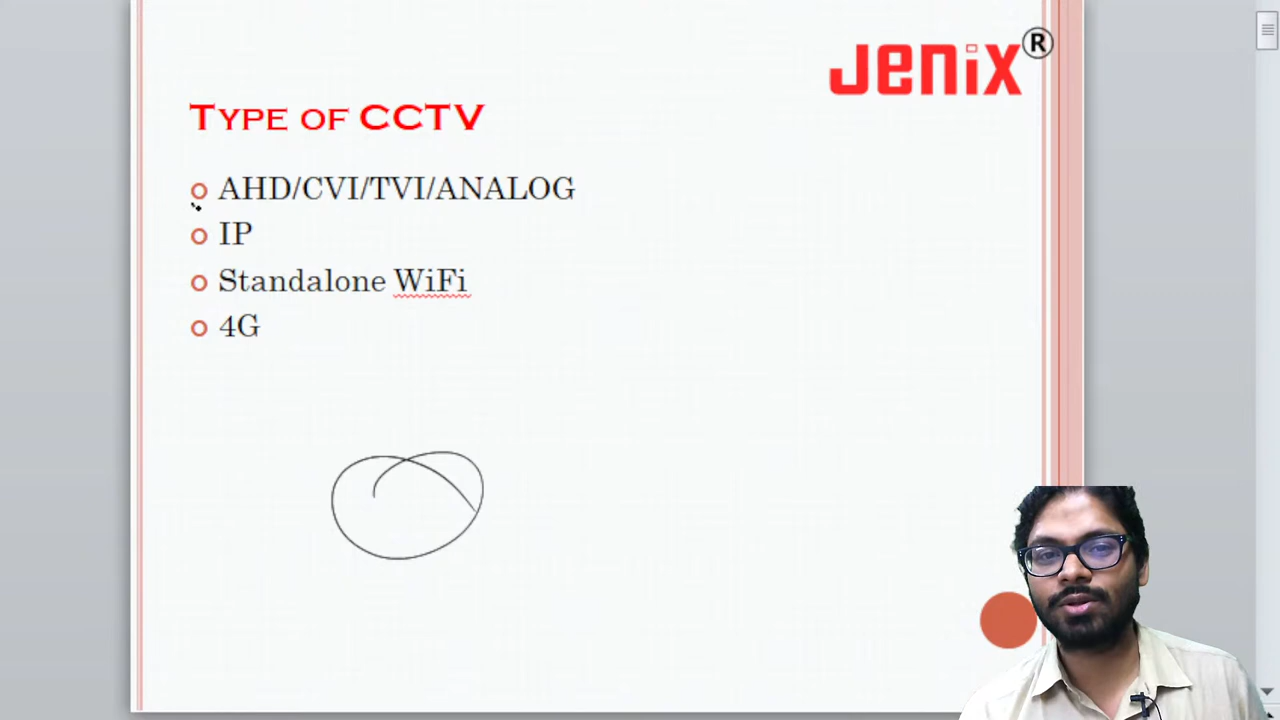 Jenix®
Type of CCTV
AHD/CVI/TVI/ANALOG
IP
Standalone WiFi
4G